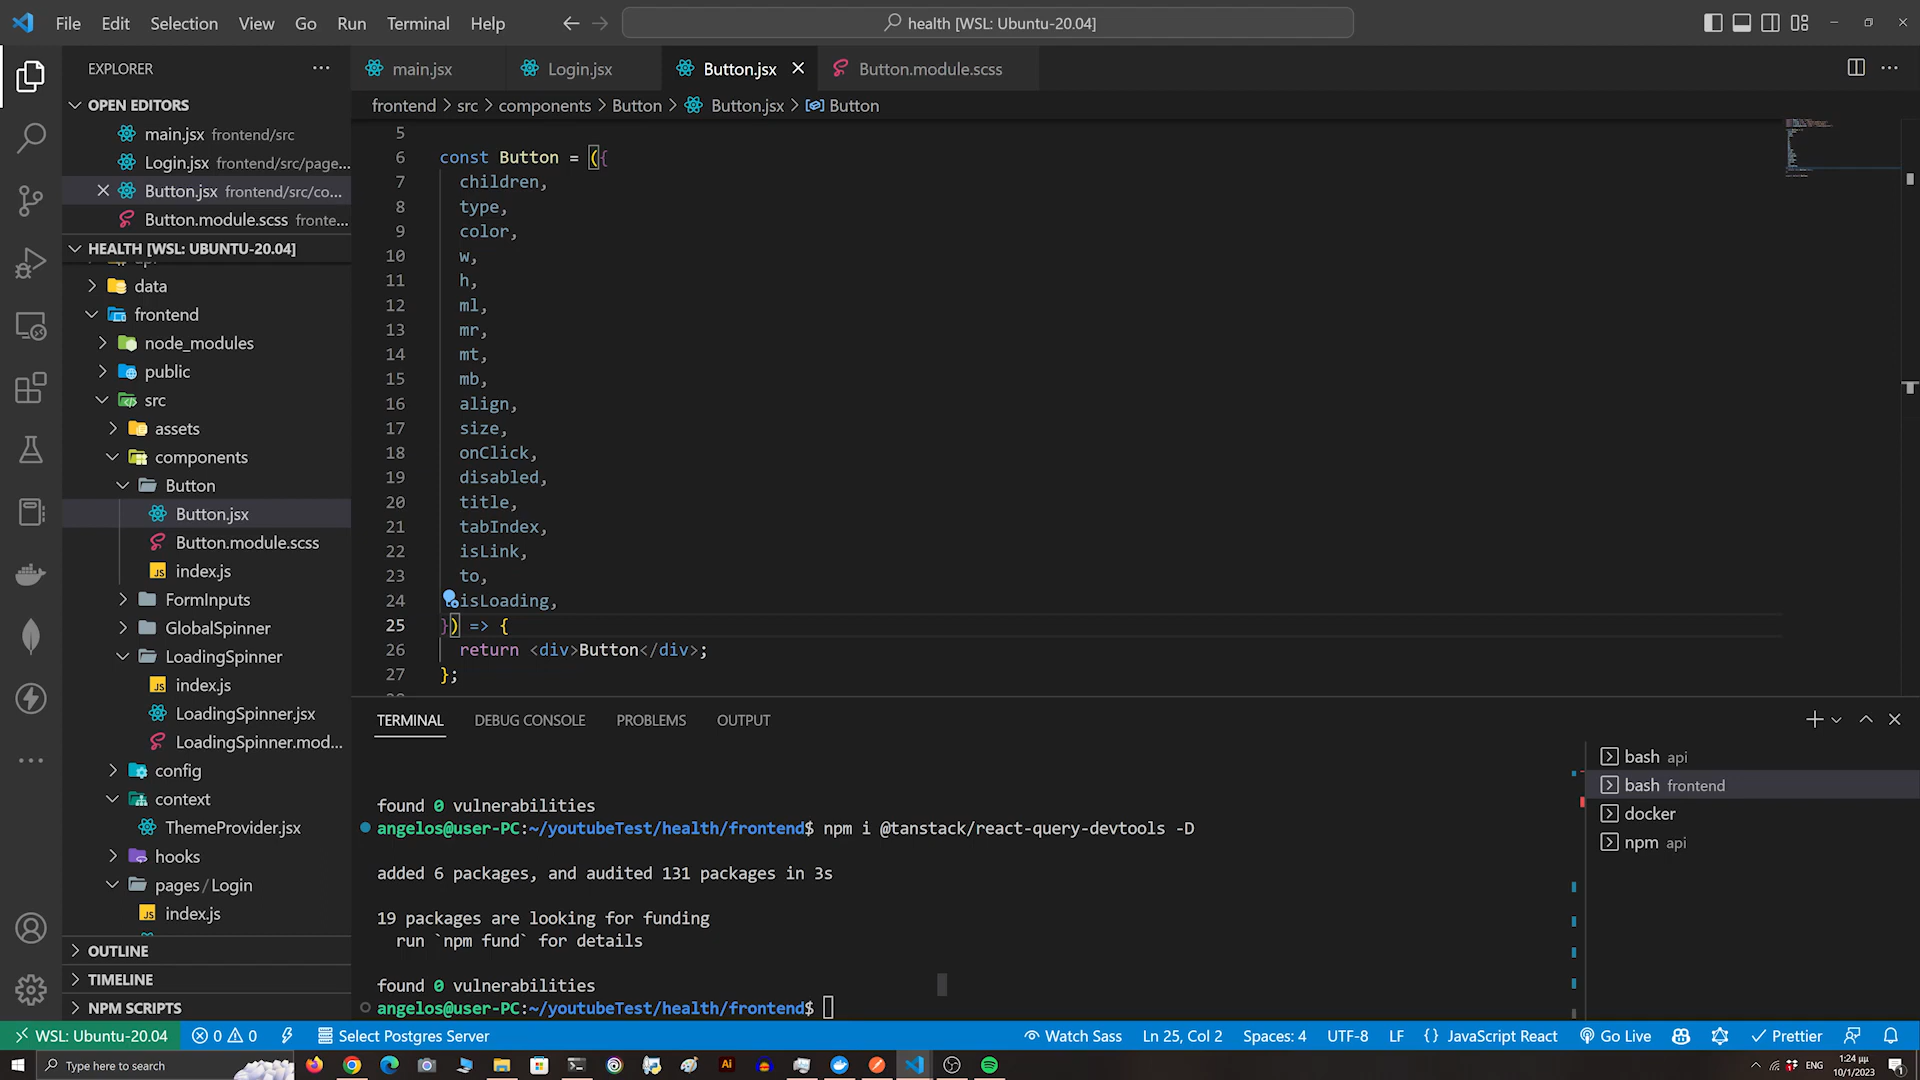 File Edit Selection View Go Run Terminal Help
health [WSL: Ubuntu-20.04]
EXPLORER
main.jsx
Login.jsx
Button.jsx
Button.module.scss
OPEN EDITORS
main.jsx frontend/src
Login.jsx frontend/src/page...
Button.jsx frontend/src/co...
Button.module.scss fronte...
HEALTH [WSL: UBUNTU-20.04]
data
frontend
node_modules
public
src
assets
components
Button
Button.jsx
Button.module.scss
index.js
FormInputs
GlobalSpinner
LoadingSpinner
index.js
LoadingSpinner.jsx
LoadingSpinner.mod...
config
context
ThemeProvider.jsx
hooks
pages/Login
index.js
OUTLINE
TIMELINE
NPM SCRIPTS
frontend > src > components > Button > Button.jsx > Button
5
6 const Button = ({
7 children,
8 type,
9 color,
10 w,
11 h,
12 ml,
13 mr,
14 mt,
15 mb,
16 align,
17 size,
18 onClick,
19 disabled,
20 title,
21 tabIndex,
22 isLink,
23 to,
24 isLoading,
25 }) => {
26 return <div>Button</div>;
27 };
TERMINAL DEBUG CONSOLE PROBLEMS OUTPUT
found 0 vulnerabilities
angelos@user-PC:~/youtubeTest/health/frontend$ npm i @tanstack/react-query-devtools -D
added 6 packages, and audited 131 packages in 3s
19 packages are looking for funding
run `npm fund` for details
found 0 vulnerabilities
angelos@user-PC:~/youtubeTest/health/frontend$
bash api
bash frontend
docker
npm api
WSL: Ubuntu-20.04
0 0
Select Postgres Server
Watch Sass
Ln 25, Col 2
Spaces: 4
UTF-8
LF
{} JavaScript React
Go Live
Prettier
Type here to search
Ai
ENG
1:24 μμ
10/1/2023